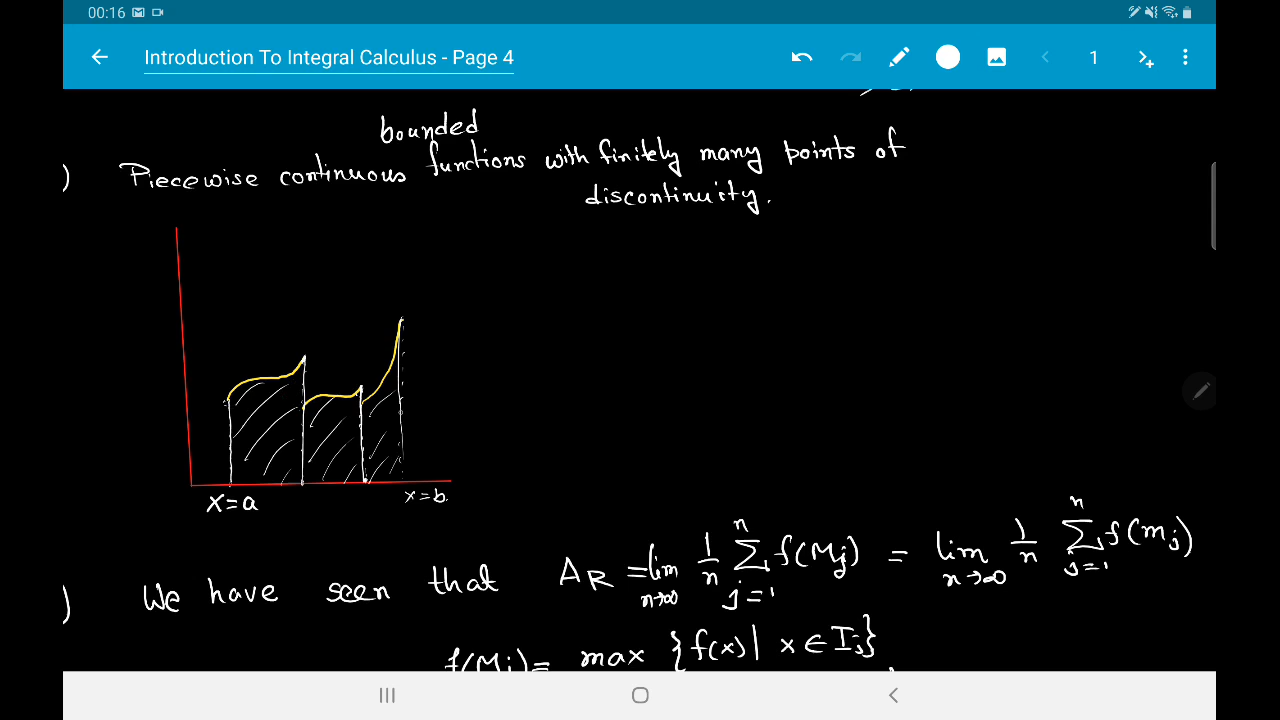 00:16
Introduction To Integral Calculus - Page 4
1
bounded
) Piecewise continuous functions with finitely many points of
discontinuity.
x=a
x=b
) We have seen that A_R = lim_{n→∞} 1/n ∑_{j=1}^{n} f(M_j) = lim_{n→∞} 1/n ∑_{j=1}^{n} f(m_j)
f(M_j) = max {f(x) | x ∈ I_j}